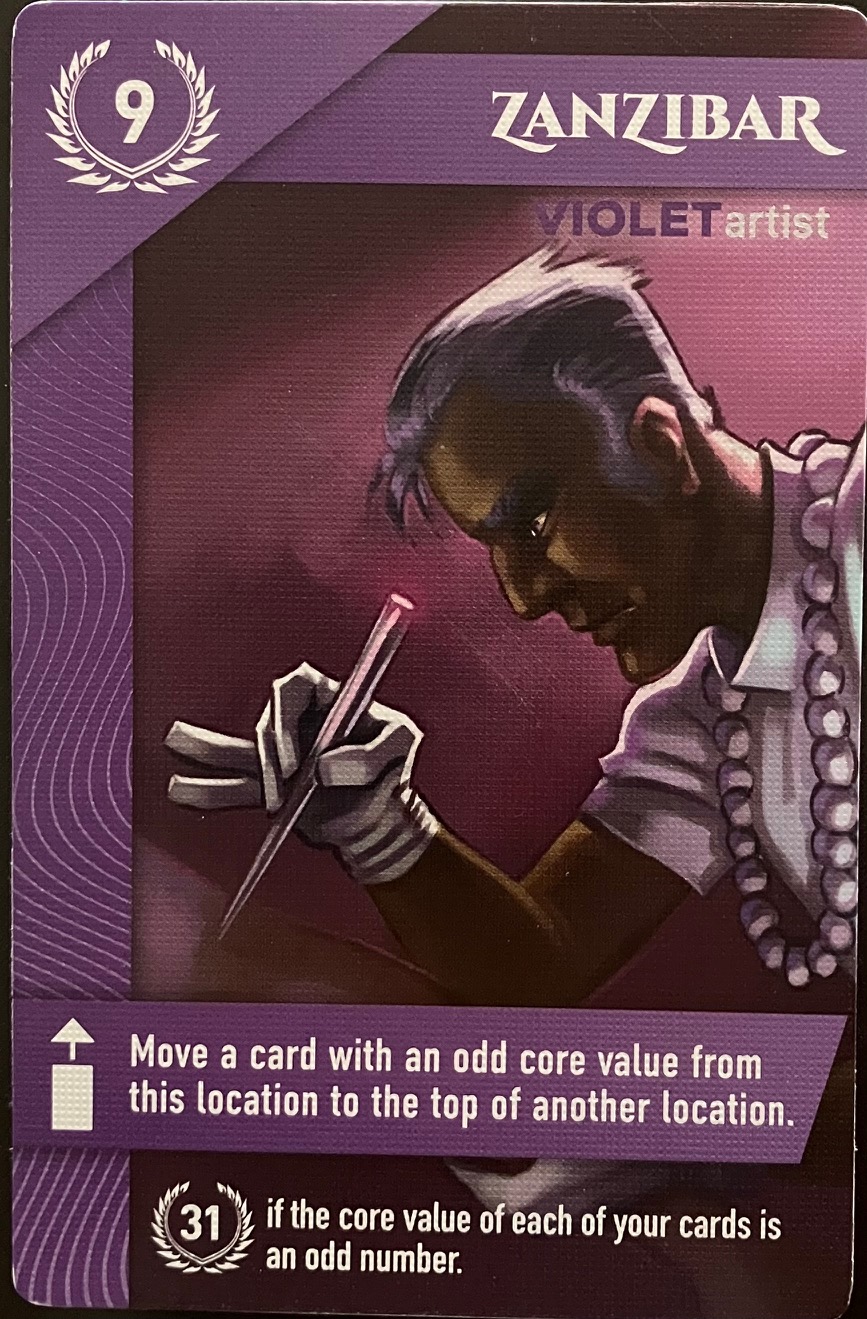 9
ZANZIBAR
VIOLETartist
Move a card with an odd core value from
this location to the top of another location.
31 if the core value of each of your cards is
an odd number.